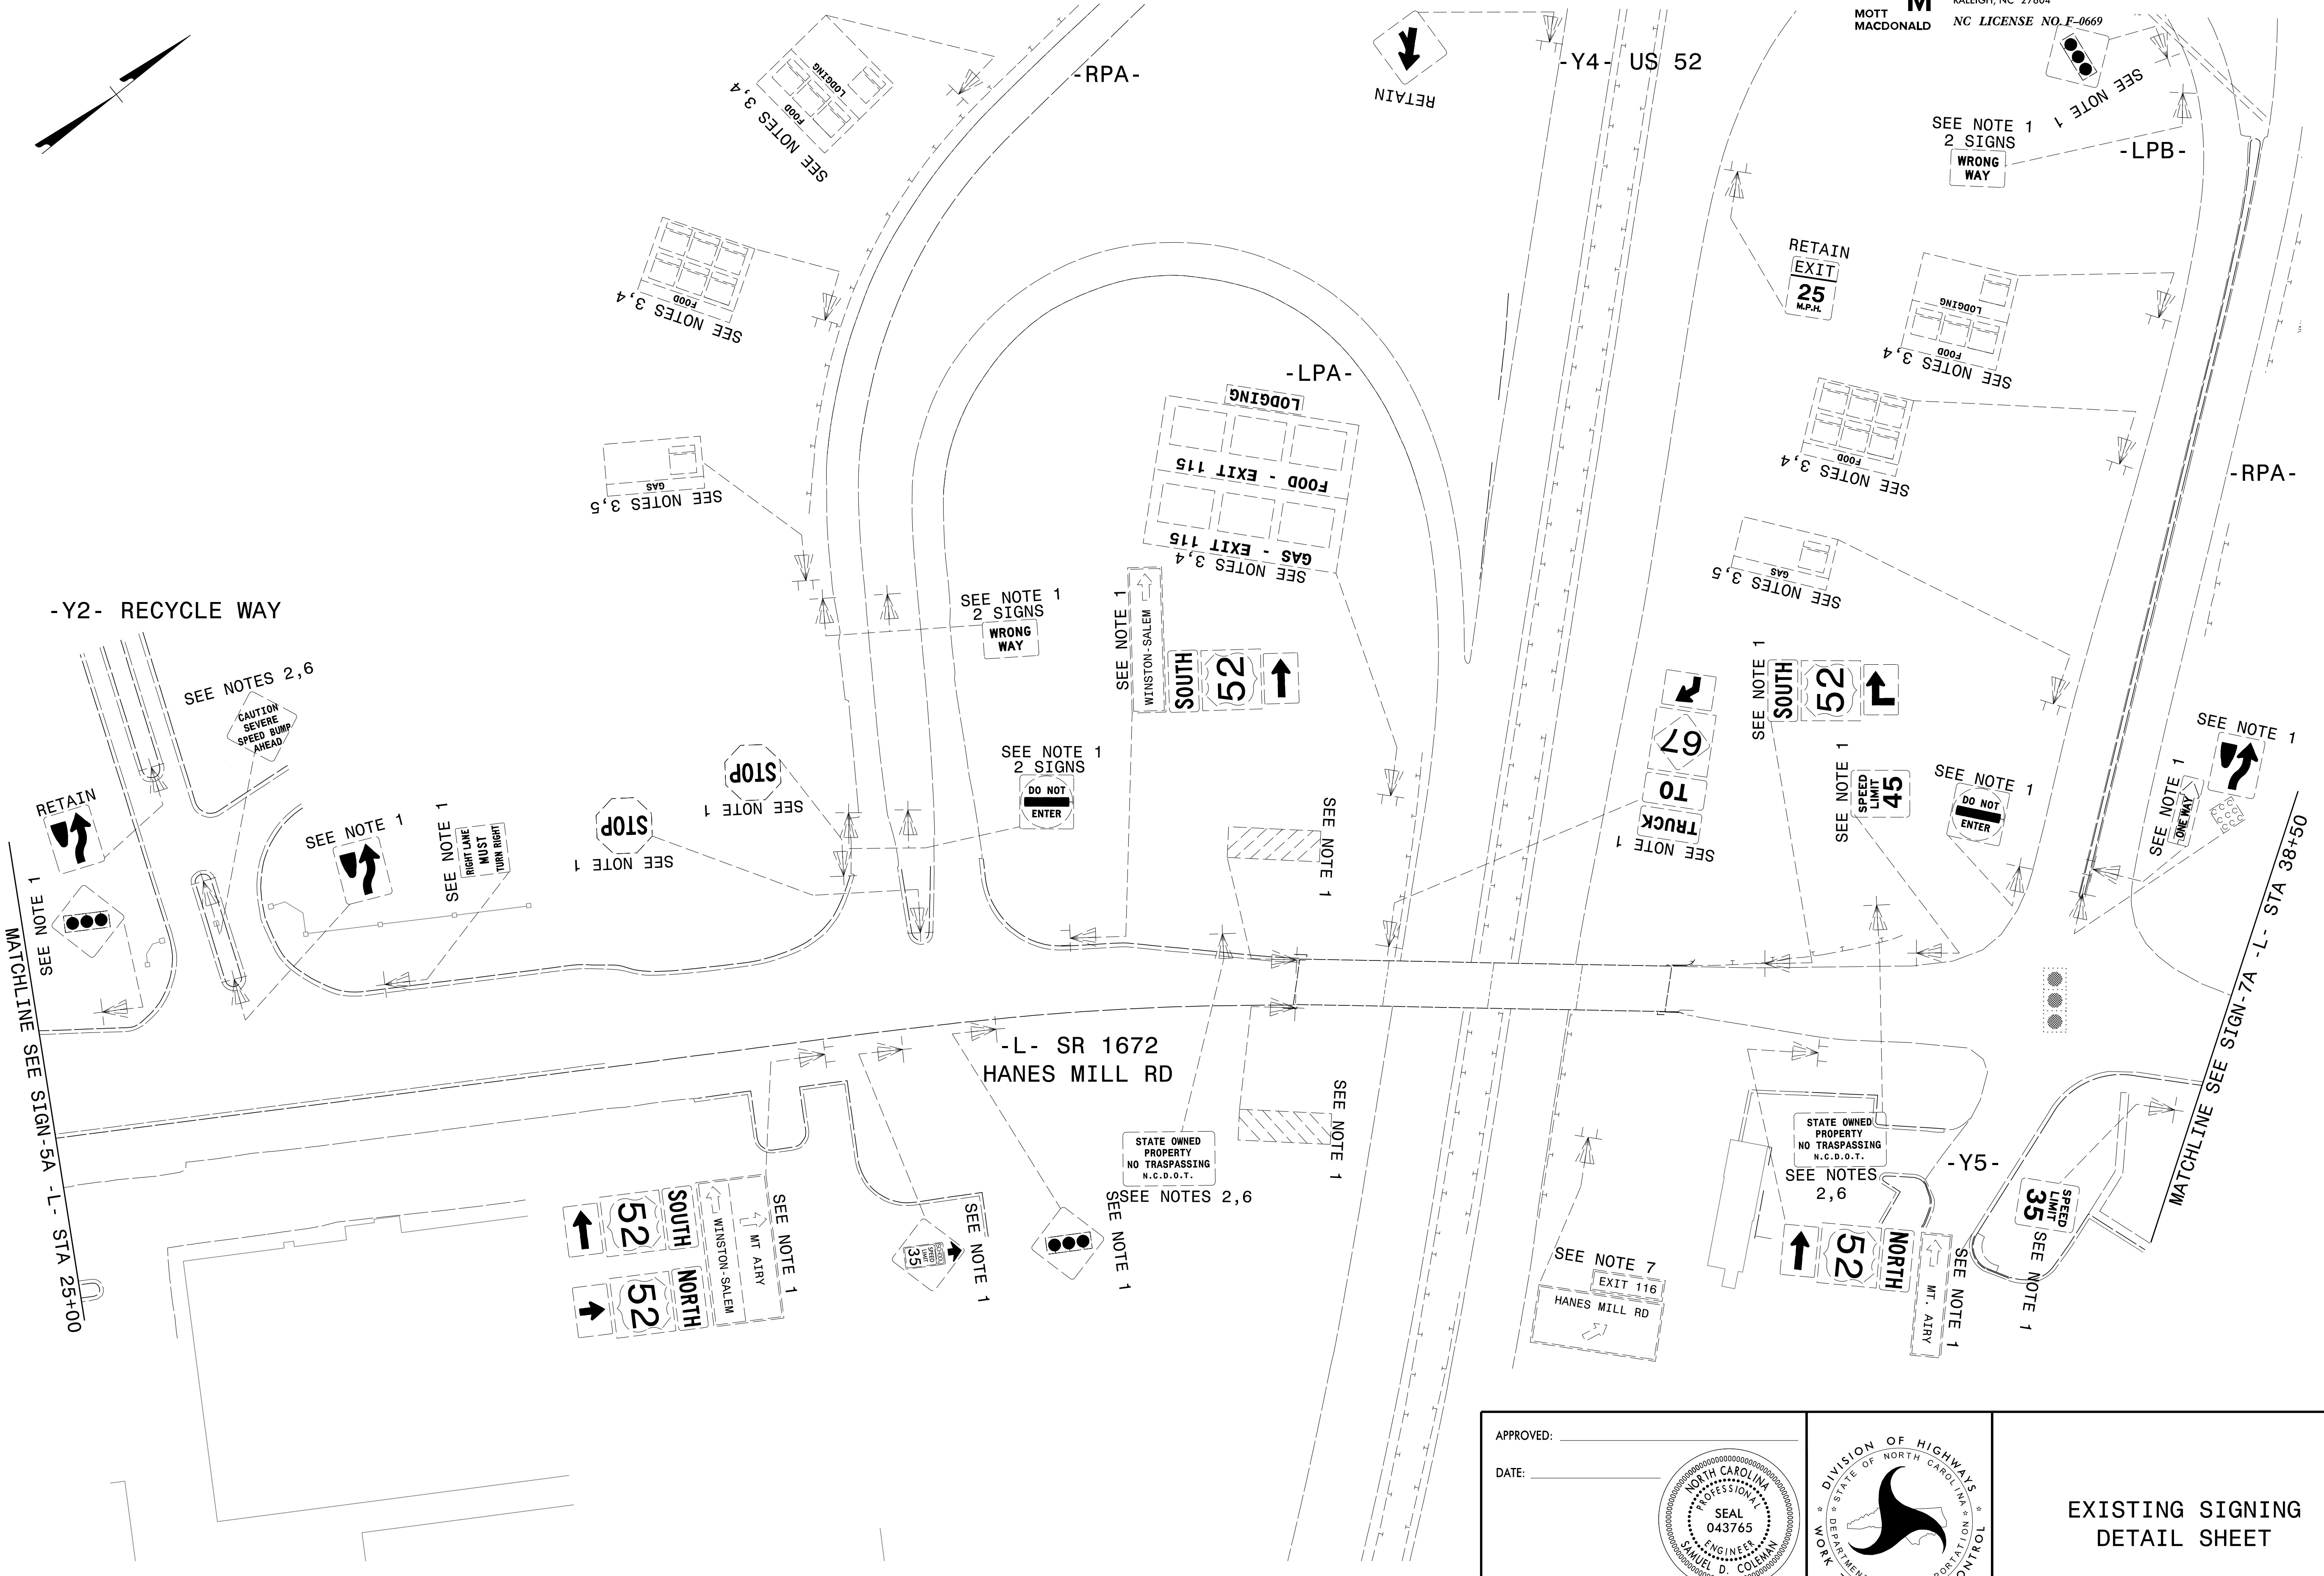 MOTT
MACDONALD
M
RALEIGH, NC 27604
NC LICENSE NO. F-0669
-RPA-
RETAIN
-Y4- US 52
SEE NOTE 1
SEE NOTE 1
2 SIGNS
WRONG
WAY
-LPB-
LODGING
FOOD
SEE NOTES 3,4
FOOD
SEE NOTES 3,4
GAS
SEE NOTES 3,5
-LPA-
LODGING
FOOD - EXIT 115
GAS - EXIT 115
SEE NOTES 3,4
RETAIN
EXIT
25
M.P.H.
LODGING
FOOD
SEE NOTES 3,4
FOOD
SEE NOTES 3,4
GAS
SEE NOTES 3,5
-RPA-
-Y2- RECYCLE WAY
SEE NOTES 2,6
CAUTION
SEVERE
SPEED BUMP
AHEAD
RETAIN
SEE NOTE 1
SEE NOTE 1
SEE NOTE 1
RIGHT LANE
MUST
TURN RIGHT
STOP
SEE NOTE 1
STOP
SEE NOTE 1
SEE NOTE 1
2 SIGNS
WRONG
WAY
SEE NOTE 1
2 SIGNS
DO NOT
ENTER
SEE NOTE 1
WINSTON-SALEM
SOUTH
52
SEE NOTE 1
67
TO
TRUCK
SEE NOTE 1
SEE NOTE 1
SOUTH
52
SEE NOTE 1
SPEED
LIMIT
45
SEE NOTE 1
DO NOT
ENTER
SEE NOTE 1
SEE NOTE 1
ONE WAY
MATCHLINE SEE SIGN-5A -L- STA 25+00
MATCHLINE SEE SIGN-7A -L- STA 38+50
-L- SR 1672
HANES MILL RD
52
SOUTH
52
NORTH
WINSTON-SALEM
MT AIRY
SEE NOTE 1
SCHOOL
SPEED
LIMIT
35
SEE NOTE 1
SEE NOTE 1
STATE OWNED
PROPERTY
NO TRASPASSING
N.C.D.O.T.
SEE NOTES 2,6
SEE NOTE 1
SEE NOTE 7
EXIT 116
HANES MILL RD
STATE OWNED
PROPERTY
NO TRASPASSING
N.C.D.O.T.
SEE NOTES
2,6
-Y5-
52
NORTH
MT. AIRY
SEE NOTE 1
SPEED
LIMIT
35
SEE NOTE 1
APPROVED:
DATE:
NORTH CAROLINA
PROFESSIONAL
SEAL
043765
ENGINEER
SAMUEL D. COLEMAN
DIVISION OF HIGHWAYS
STATE OF NORTH CAROLINA
WORK
EXISTING SIGNING
DETAIL SHEET